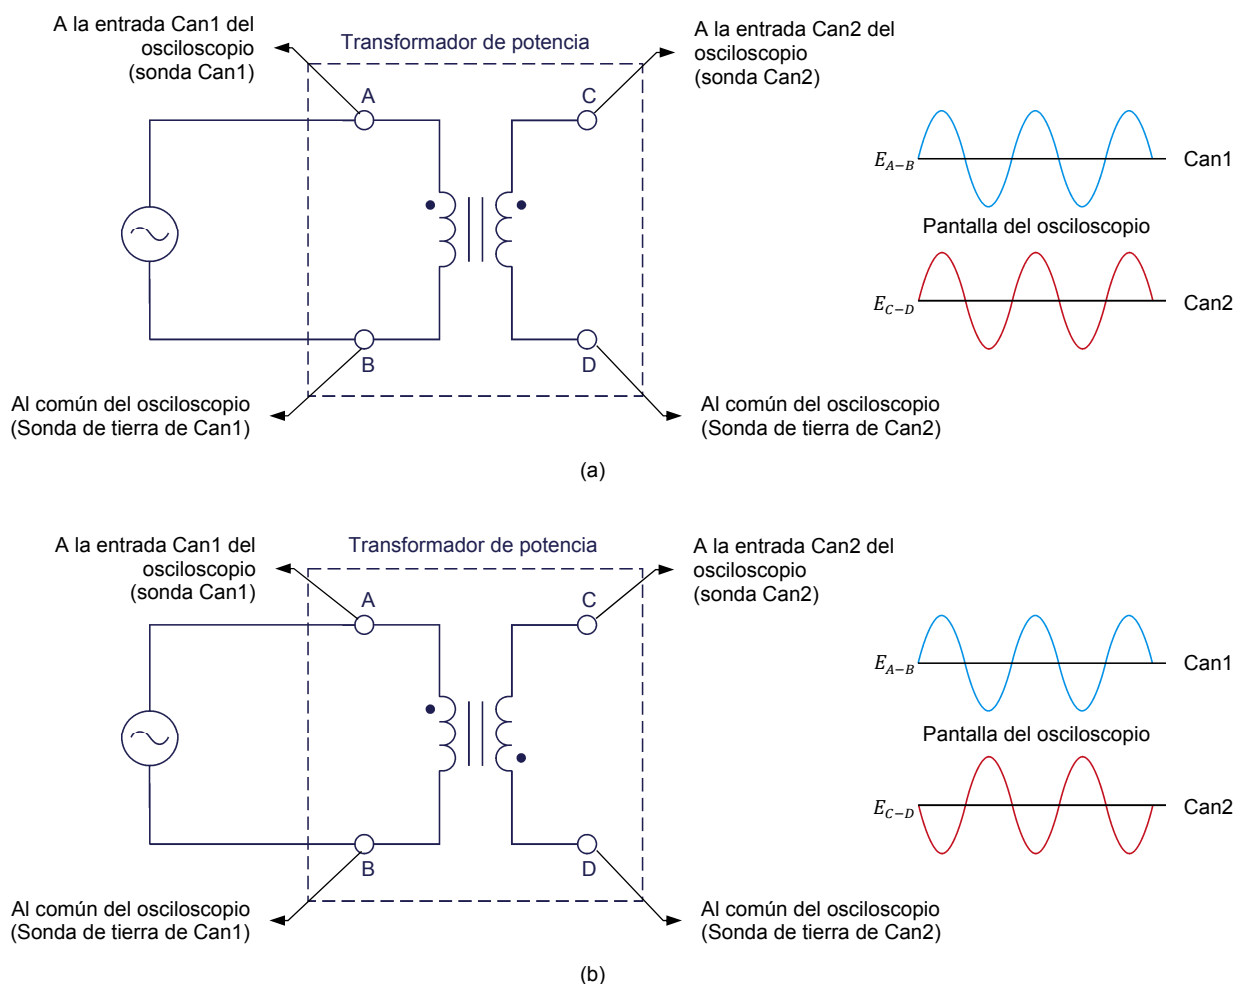 A la entrada Can1 del
osciloscopio
(sonda Can1)
Transformador de potencia
A la entrada Can2 del
osciloscopio
(sonda Can2)
A
C
E_{A-B}
Can1
Pantalla del osciloscopio
E_{C-D}
Can2
B
D
Al común del osciloscopio
(Sonda de tierra de Can1)
Al común del osciloscopio
(Sonda de tierra de Can2)
(a)
A la entrada Can1 del
osciloscopio
(sonda Can1)
Transformador de potencia
A la entrada Can2 del
osciloscopio
(sonda Can2)
A
C
E_{A-B}
Can1
Pantalla del osciloscopio
E_{C-D}
Can2
B
D
Al común del osciloscopio
(Sonda de tierra de Can1)
Al común del osciloscopio
(Sonda de tierra de Can2)
(b)